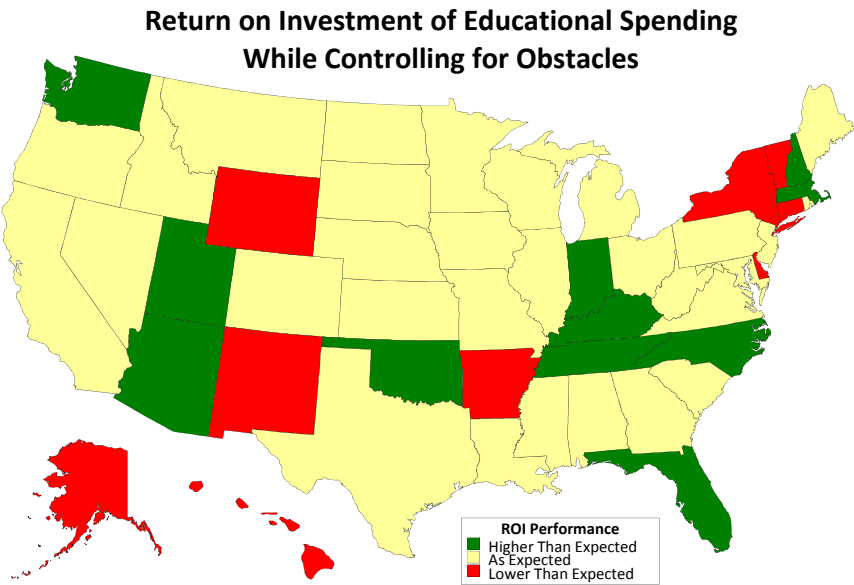 Return on Investment of Educational Spending
While Controlling for Obstacles
ROI Performance
Higher Than Expected
As Expected
Lower Than Expected